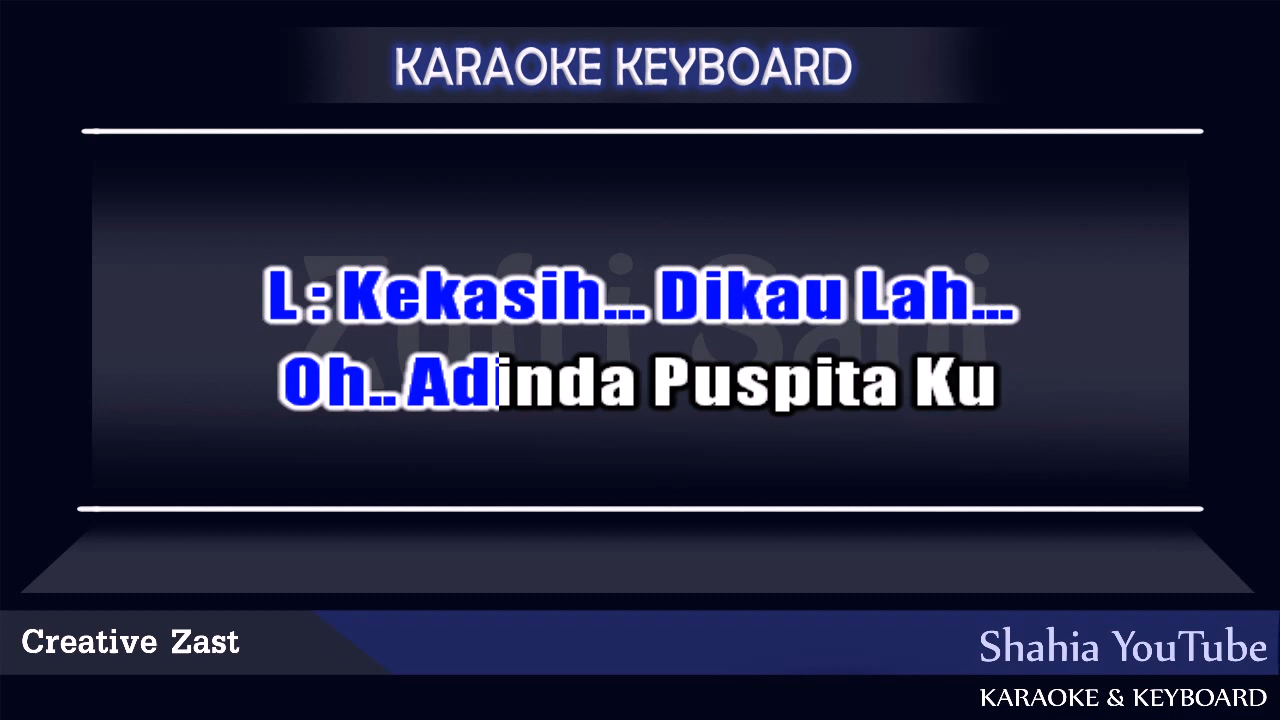 KARAOKE KEYBOARD
L : Kekasih... Dikau Lah...
Oh.. Adinda Puspita Ku
Creative Zast
Shahia YouTube
KARAOKE & KEYBOARD